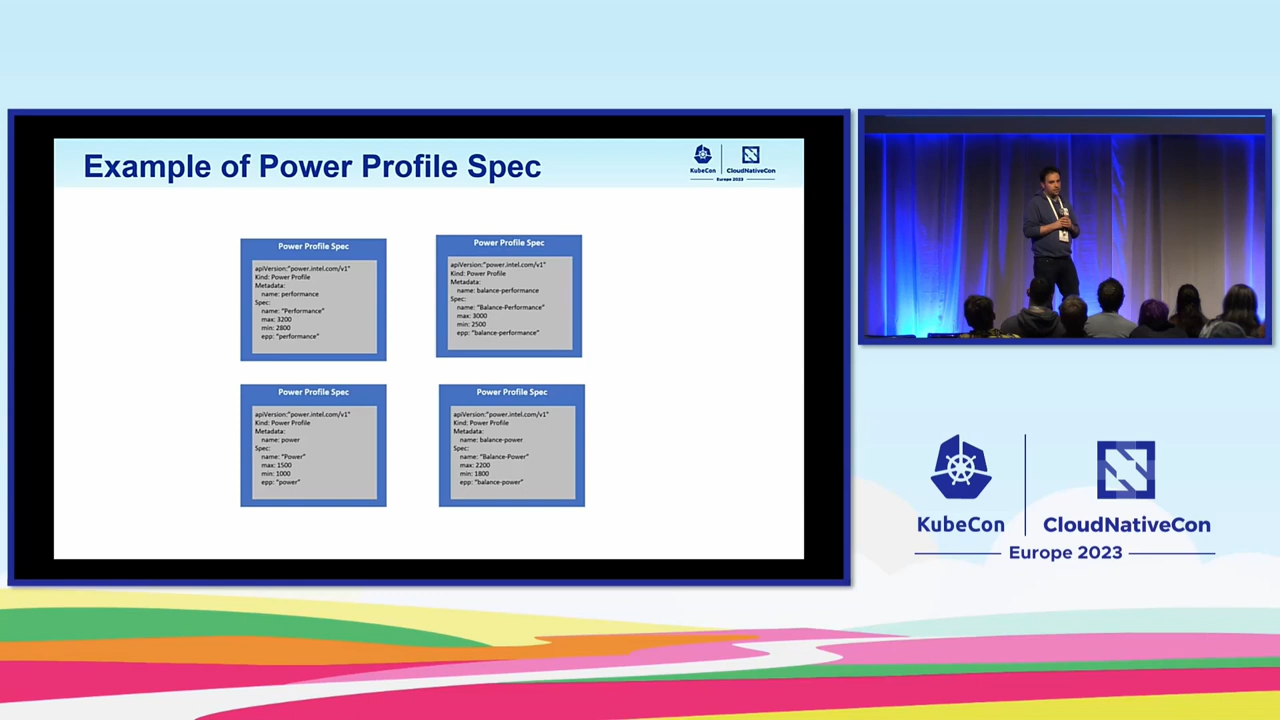 Example of Power Profile Spec
KubeCon
CloudNativeCon
Europe 2023
Power Profile Spec
apiVersion:"power.intel.com/v1"
Kind: Power Profile
Metadata:
name: performance
Spec:
name: "Performance"
max: 3200
min: 2800
epp: "performance"
Power Profile Spec
apiVersion:"power.intel.com/v1"
Kind: Power Profile
Metadata:
name: balance-performance
Spec:
name: "Balance-Performance"
max: 3000
min: 2500
epp: "balance-performance"
Power Profile Spec
apiVersion:"power.intel.com/v1"
Kind: Power Profile
Metadata:
name: power
Spec:
name: "Power"
max: 1500
min: 1000
epp: "power"
Power Profile Spec
apiVersion:"power.intel.com/v1"
Kind: Power Profile
Metadata:
name: balance-power
Spec:
name: "Balance-Power"
max: 2200
min: 1800
epp: "balance-power"
KubeCon
CloudNativeCon
Europe 2023